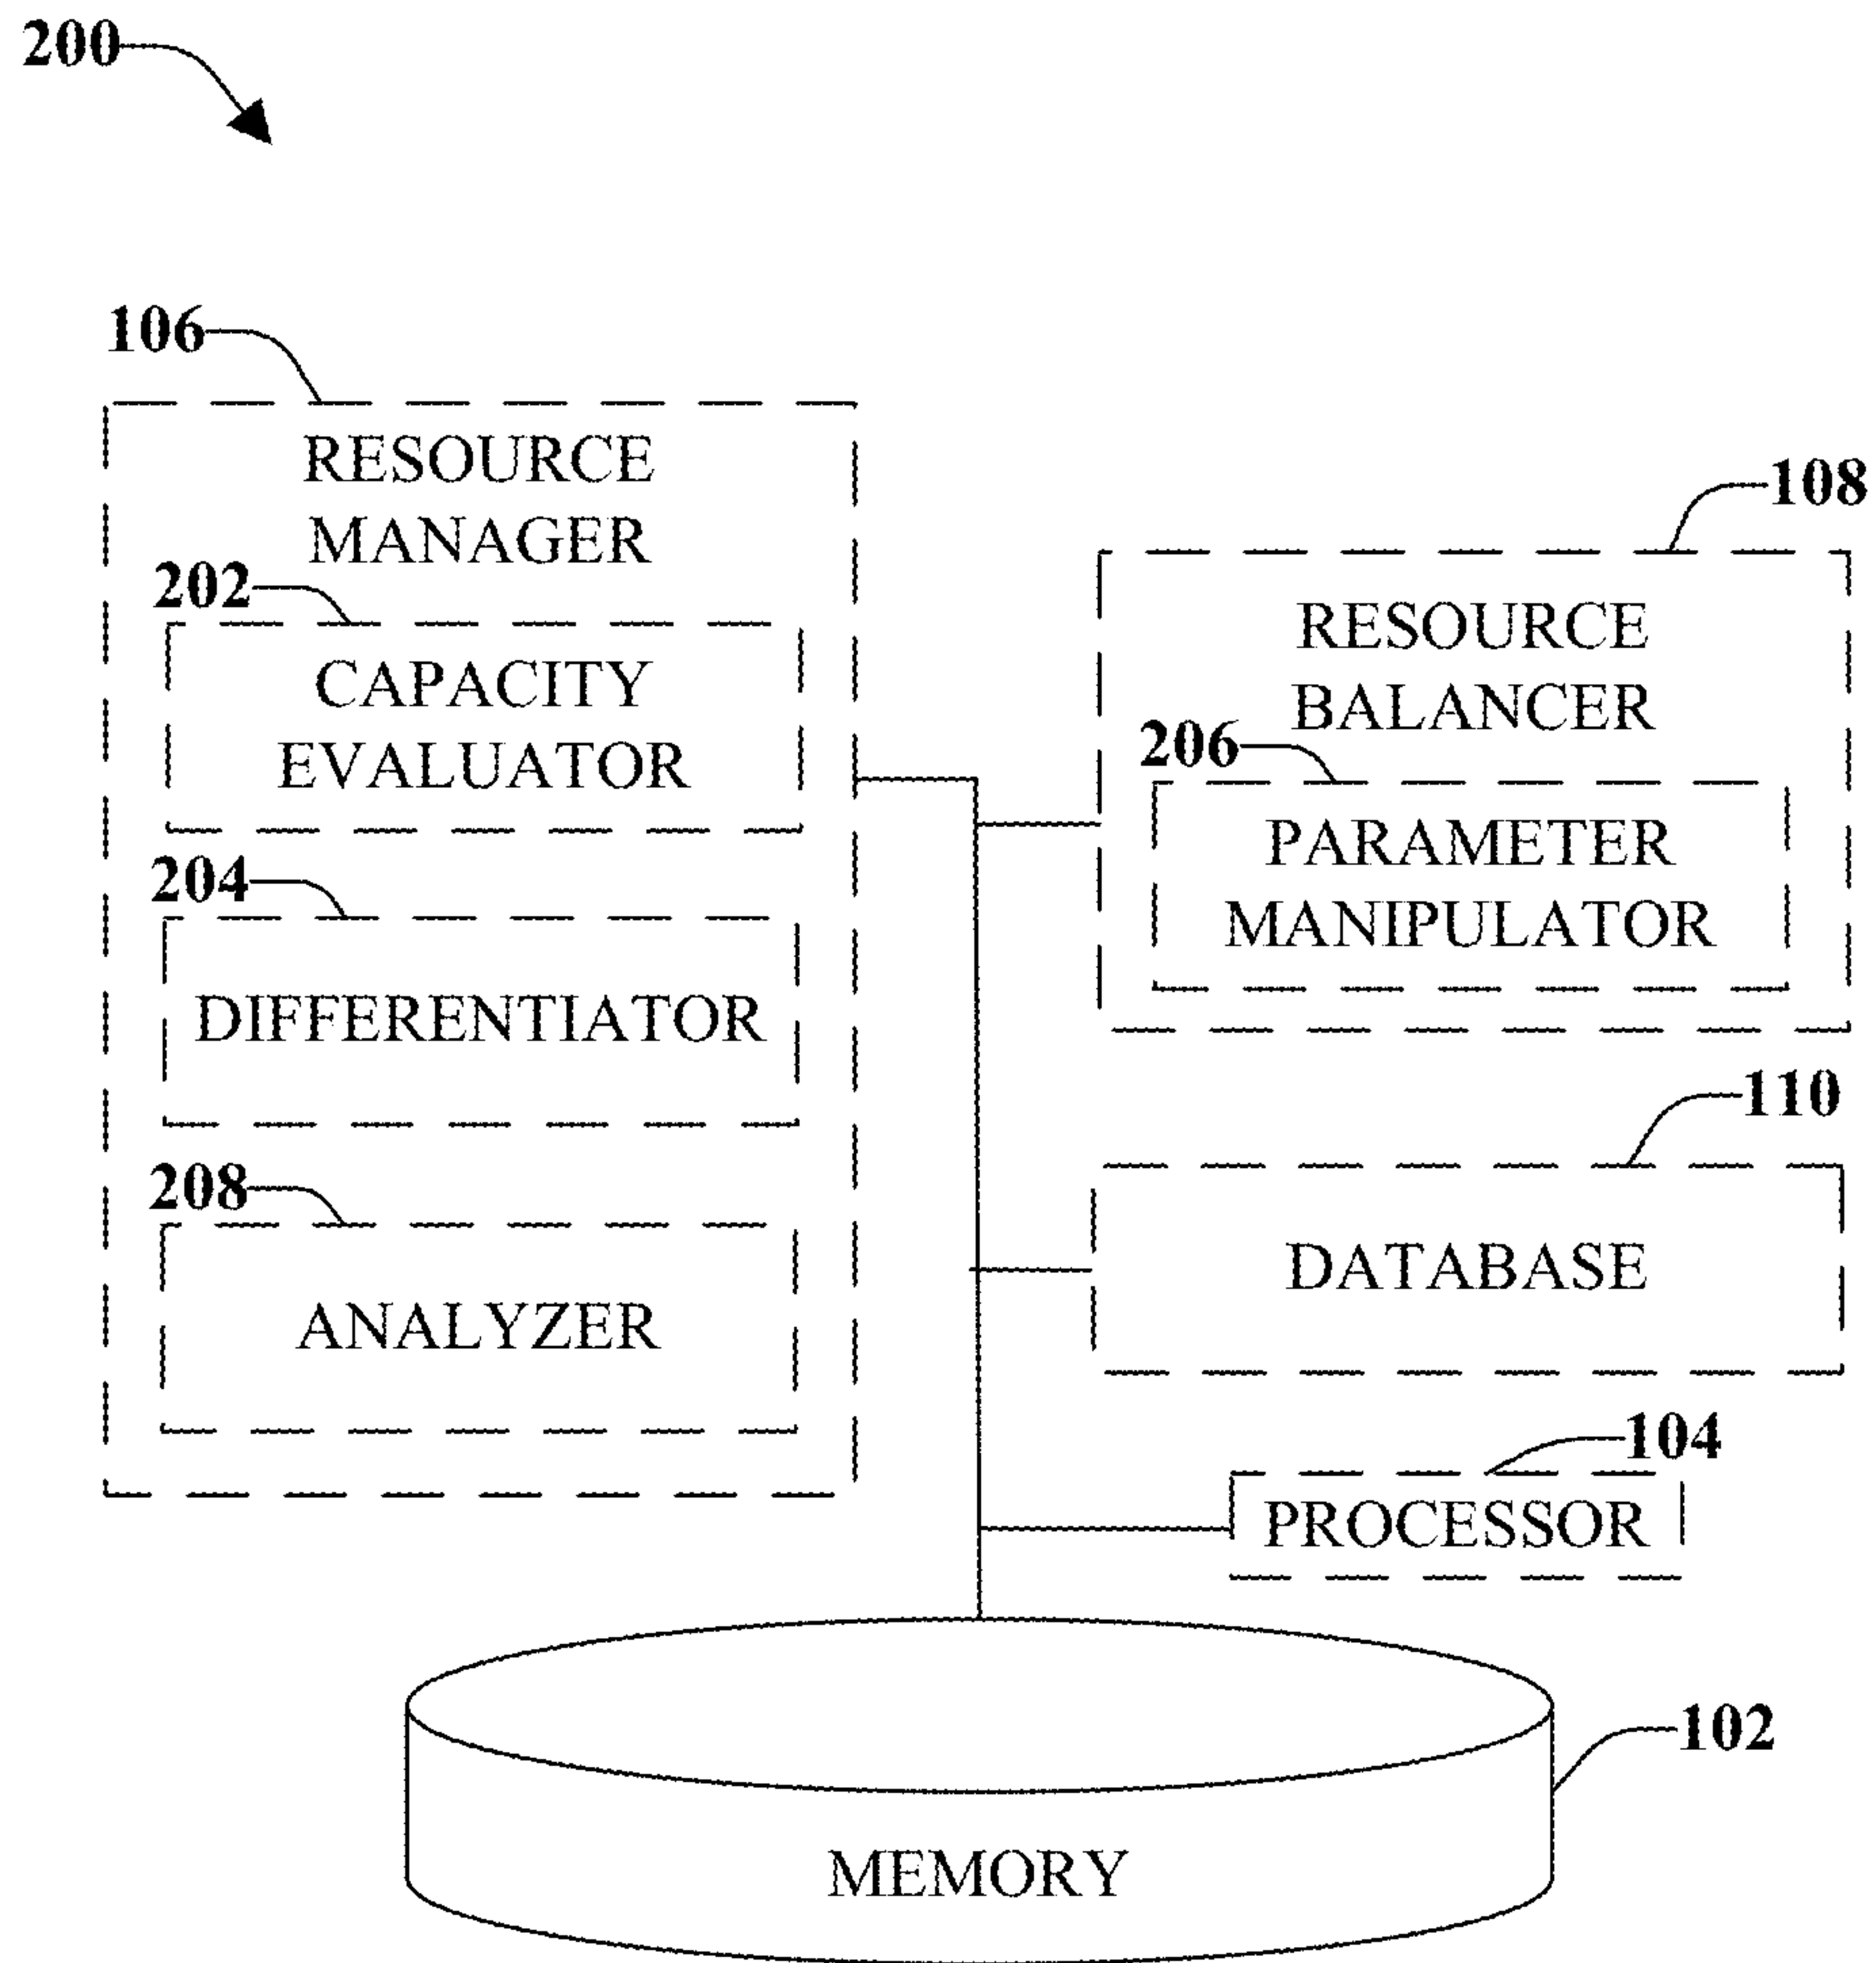 200
106
RESOURCE
MANAGER
202
CAPACITY
EVALUATOR
204
DIFFERENTIATOR
208
ANALYZER
108
RESOURCE
BALANCER
206
PARAMETER
MANIPULATOR
110
DATABASE
104
PROCESSOR
102
MEMORY